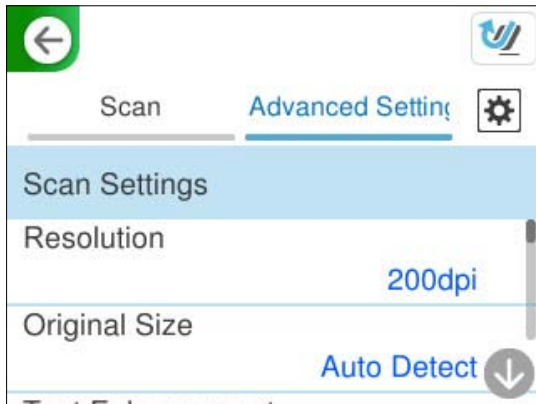 Scan
Advanced Setting
Scan Settings
Resolution
200dpi
Original Size
Auto Detect